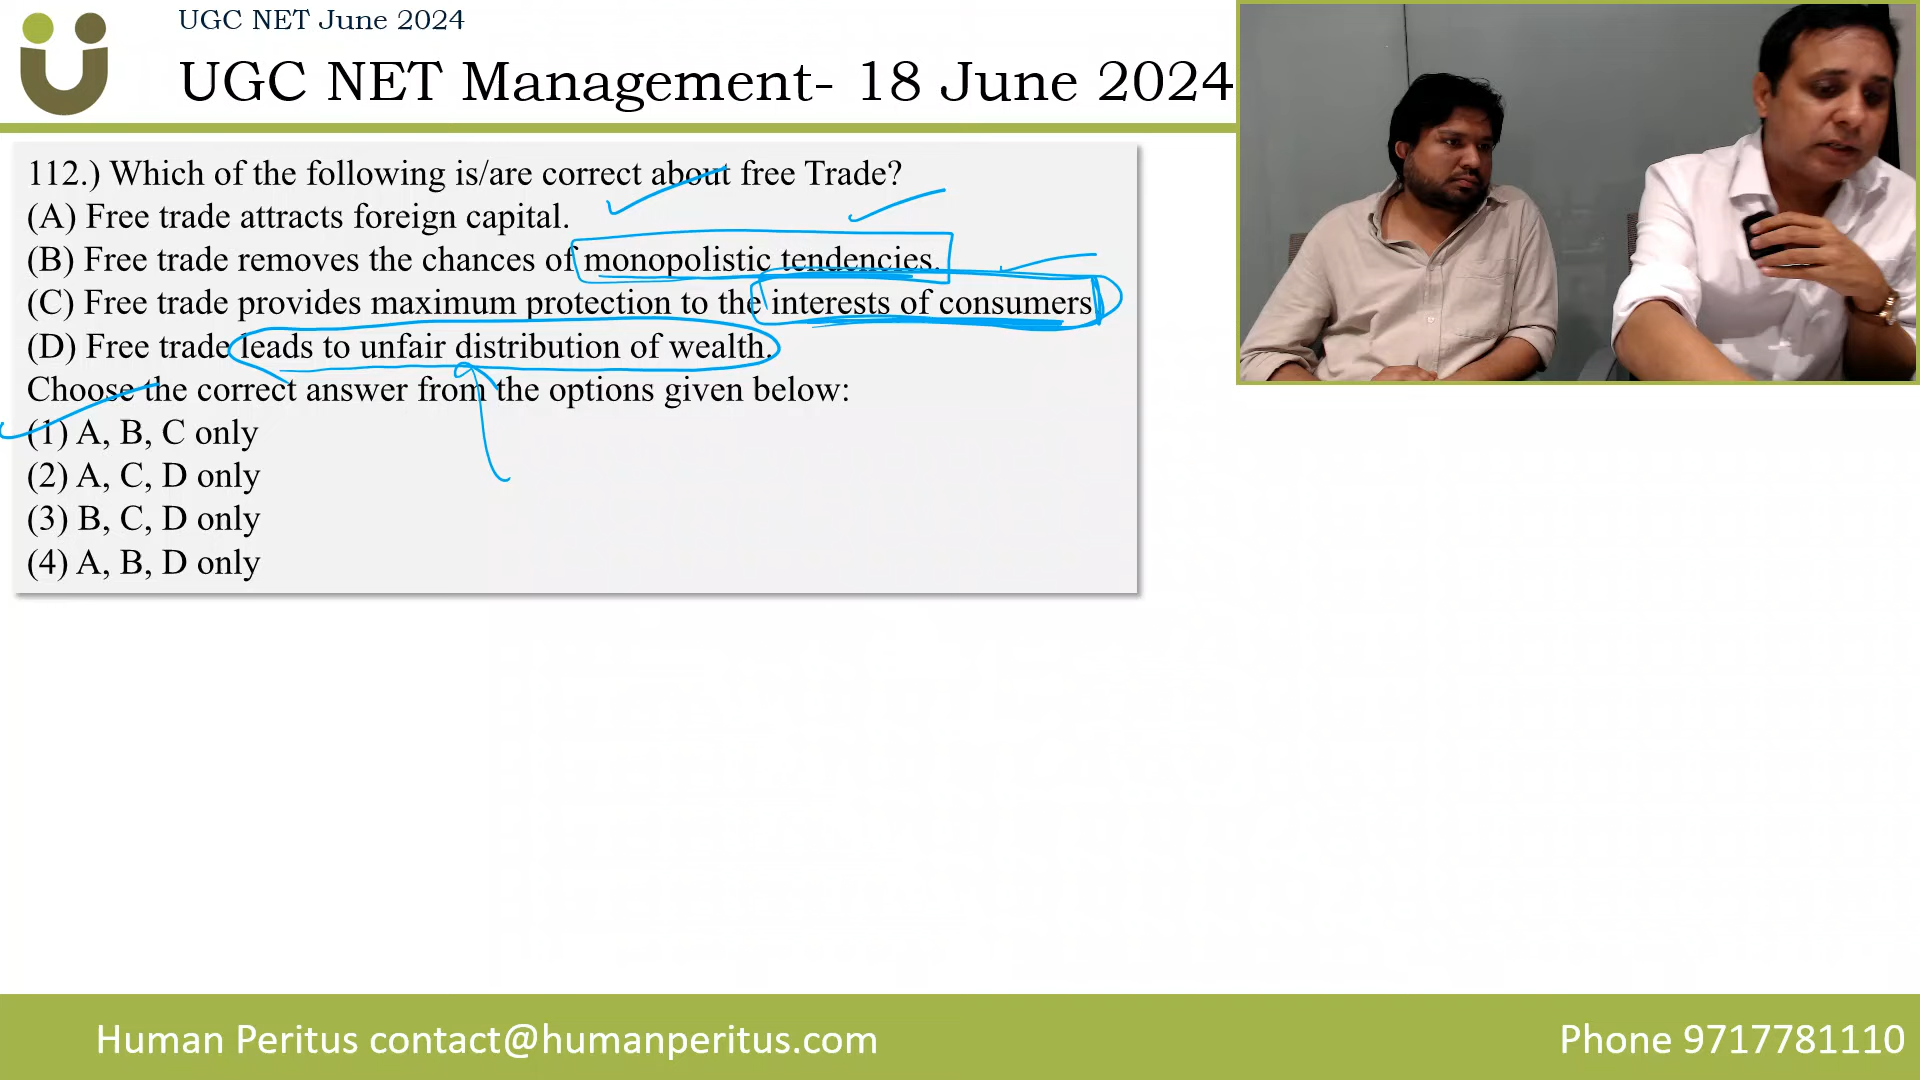 UGC NET June 2024
UGC NET Management- 18 June 2024
112.) Which of the following is/are correct about free Trade?
(A) Free trade attracts foreign capital.
(B) Free trade removes the chances of monopolistic tendencies.
(C) Free trade provides maximum protection to the interests of consumers.
(D) Free trade leads to unfair distribution of wealth.
Choose the correct answer from the options given below:
(1) A, B, C only
(2) A, C, D only
(3) B, C, D only
(4) A, B, D only
Human Peritus contact@humanperitus.com
Phone 9717781110